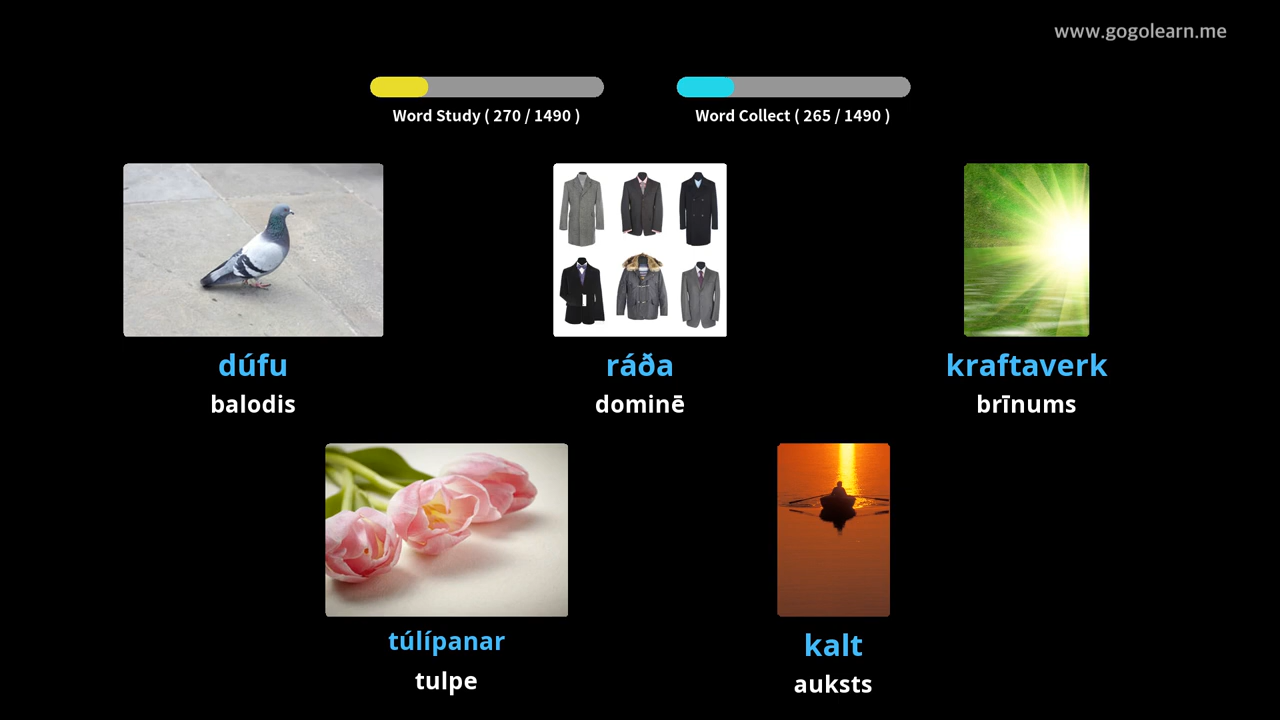 www.gogolearn.me
Word Study ( 270 / 1490 )
Word Collect ( 265 / 1490 )
dúfu
balodis
ráða
dominē
kraftaverk
brīnums
túlípanar
tulpe
kalt
auksts